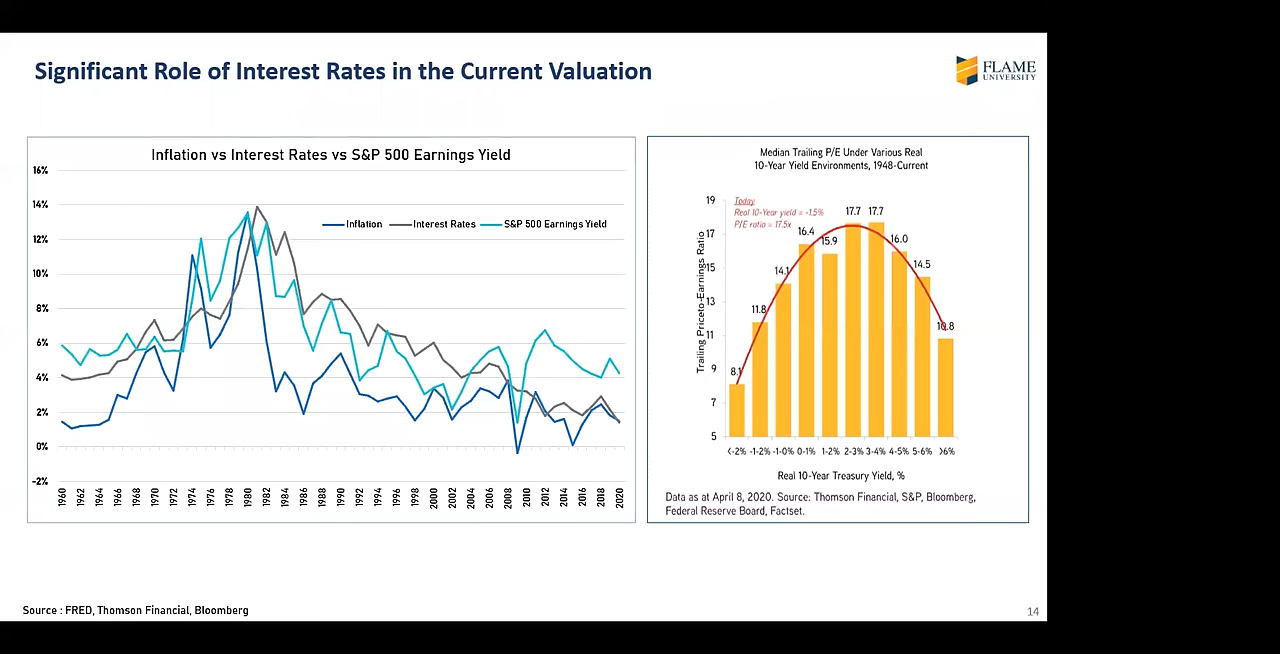 Significant Role of Interest Rates in the Current Valuation
FLAME
UNIVERSITY
Inflation vs Interest Rates vs S&P 500 Earnings Yield
16%
14%
12%
10%
8%
6%
4%
2%
0%
-2%
Inflation Interest Rates S&P 500 Earnings Yield
1960 1962 1964 1966 1968 1970 1972 1974 1976 1978 1980 1982 1984 1986 1988 1990 1992 1994 1996 1998 2000 2002 2004 2006 2008 2010 2012 2014 2016 2018 2020
Median Trailing P/E Under Various Real
10-Year Yield Environments, 1948-Current
Trailing Priceto-Earnings Ratio
19
17
15
13
11
9
7
5
Today
Real 10-Year yield = -1.5%
P/E ratio = 17.5x
8.1 11.8 14.1 16.4 15.9 17.7 17.7 16.0 14.5 10.8
<-2% -1-2% -1-0% 0-1% 1-2% 2-3% 3-4% 4-5% 5-6% >6%
Real 10-Year Treasury Yield, %
Data as at April 8, 2020. Source: Thomson Financial, S&P, Bloomberg,
Federal Reserve Board, Factset.
Source : FRED, Thomson Financial, Bloomberg
14